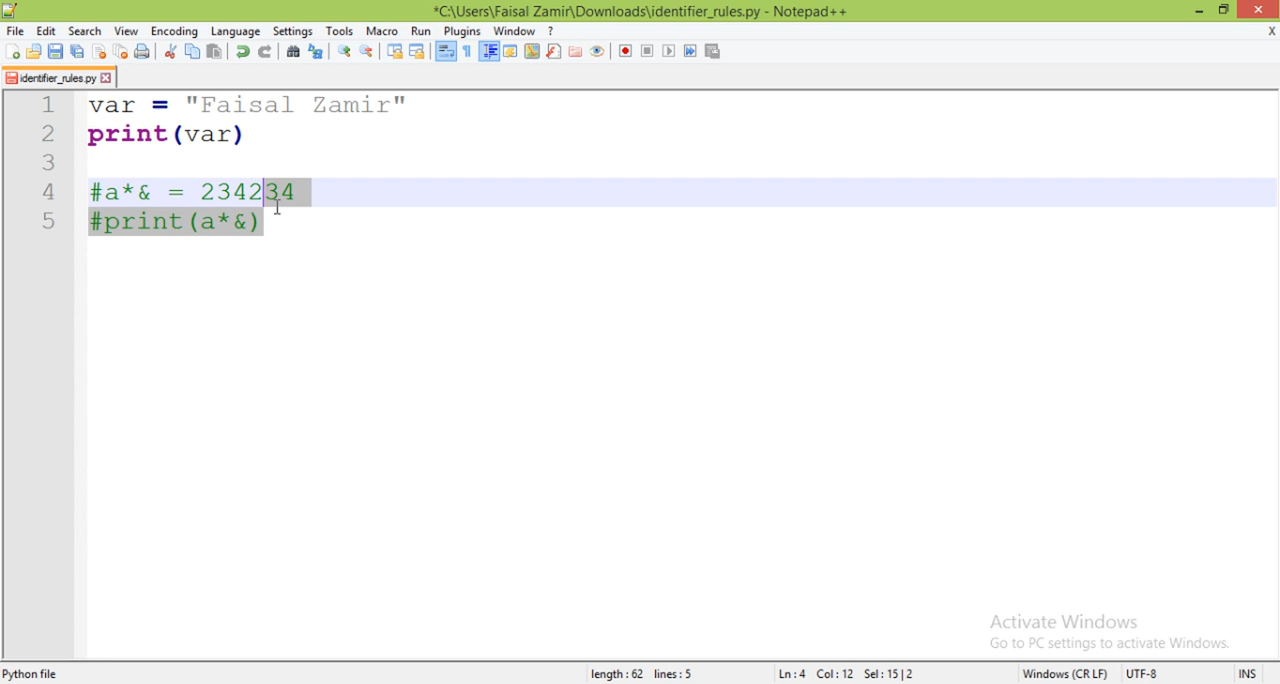 *C:\Users\Faisal Zamir\Downloads\identifier_rules.py - Notepad++
File Edit Search View Encoding Language Settings Tools Macro Run Plugins Window ? X
identifier_rules.py
1 var = "Faisal Zamir"
2 print(var)
3
4 #a*& = 234234
5 #print(a*&)
Activate Windows
Go to PC settings to activate Windows.
Python file length : 62 lines : 5 Ln : 4 Col : 12 Sel : 15 | 2 Windows (CR LF) UTF-8 INS